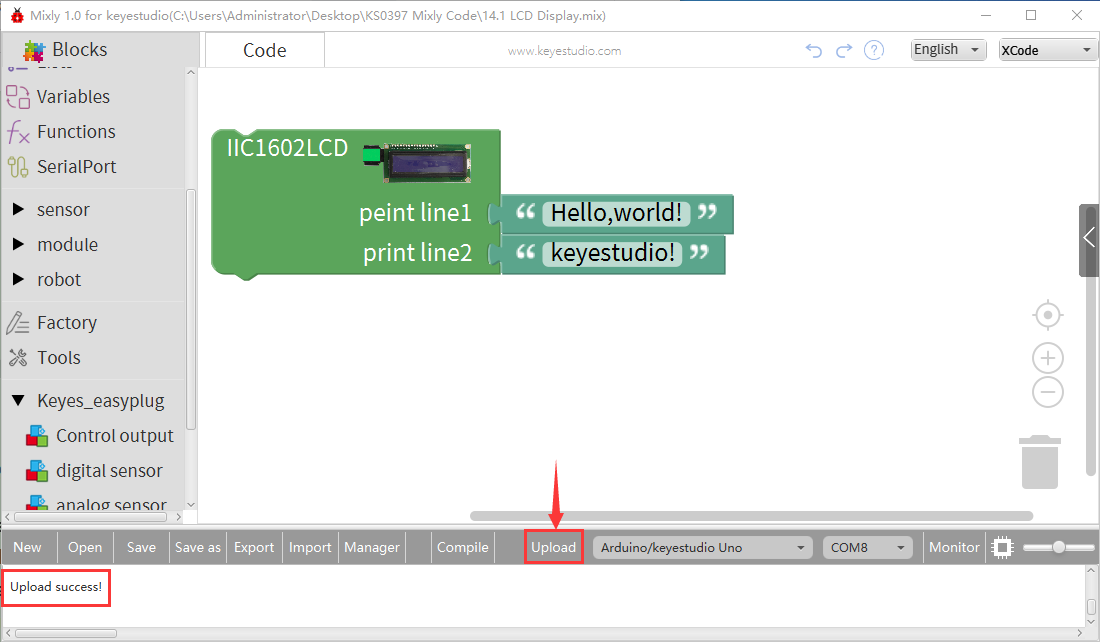 Mixly 1.0 for keyestudio(C:\Users\Administrator\Desktop\KS0397 Mixly Code\14.1 LCD Display.mix)
Blocks
Code
www.keyestudio.com
English
XCode
Lists
Variables
Functions
SerialPort
sensor
module
robot
Factory
Tools
Keyes_easyplug
Control output
digital sensor
analog sensor
IIC1602LCD
peint line1
“ Hello,world! ”
print line2
“ keyestudio! ”
New
Open
Save
Save as
Export
Import
Manager
Compile
Upload
Arduino/keyestudio Uno
COM8
Monitor
Upload success!